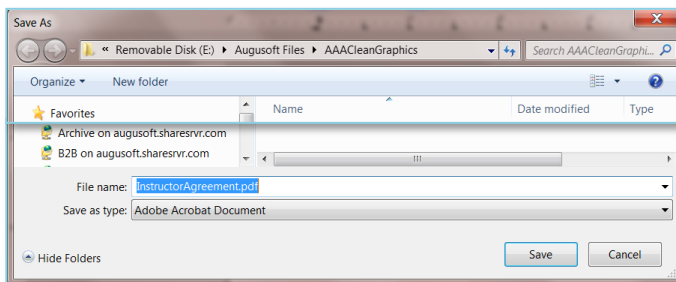 Save As
« Removable Disk (E:) ▸ Augusoft Files ▸ AAACleanGraphics Search AAACleanGraphi...
Organize New folder
Favorites Name Date modified Type
Archive on augusoft.sharesrvr.com
B2B on augusoft.sharesrvr.com
File name: InstructorAgreement.pdf
Save as type: Adobe Acrobat Document
Hide Folders Save Cancel